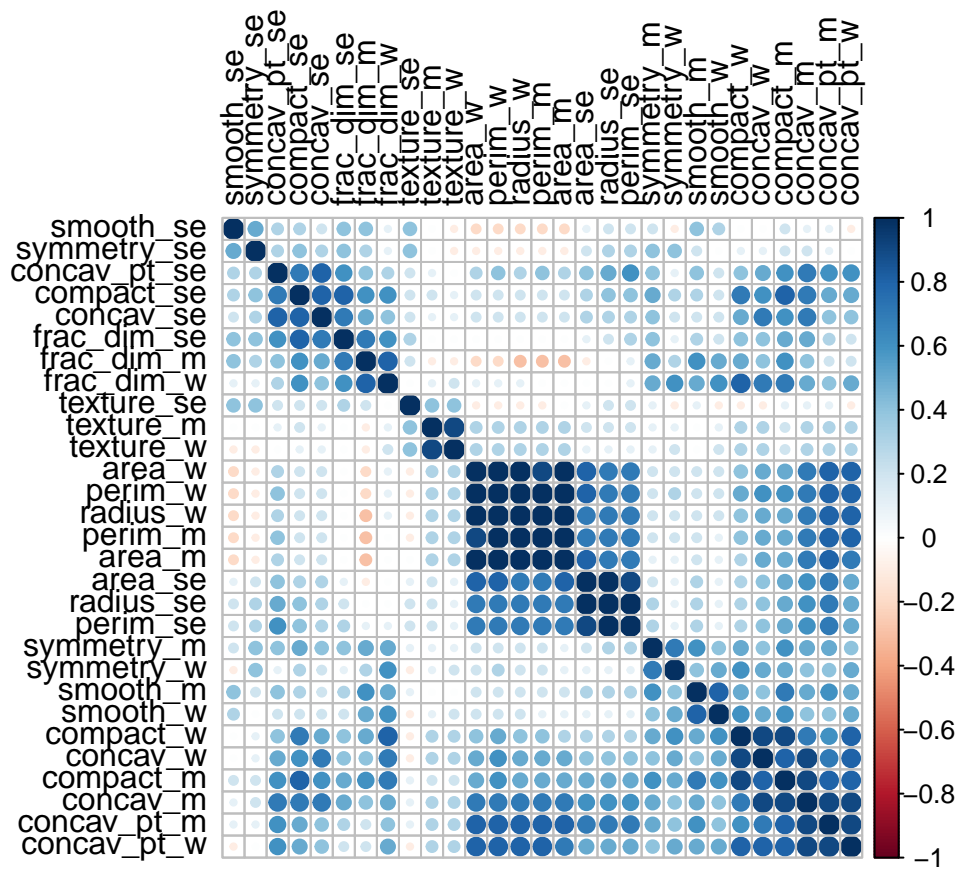 smooth_se
symmetry_se
concav_pt_se
compact_se
concav_se
frac_dim_se
frac_dim_m
frac_dim_w
texture_se
texture_m
texture_w
area_w
perim_w
radius_w
perim_m
area_m
area_se
radius_se
perim_se
symmetry_m
symmetry_w
smooth_m
smooth_w
compact_w
concav_w
compact_m
concav_m
concav_pt_m
concav_pt_w
smooth_se
symmetry_se
concav_pt_se
compact_se
concav_se
frac_dim_se
frac_dim_m
frac_dim_w
texture_se
texture_m
texture_w
area_w
perim_w
radius_w
perim_m
area_m
area_se
radius_se
perim_se
symmetry_m
symmetry_w
smooth_m
smooth_w
compact_w
concav_w
compact_m
concav_m
concav_pt_m
concav_pt_w
1
0.8
0.6
0.4
0.2
0
−0.2
−0.4
−0.6
−0.8
−1